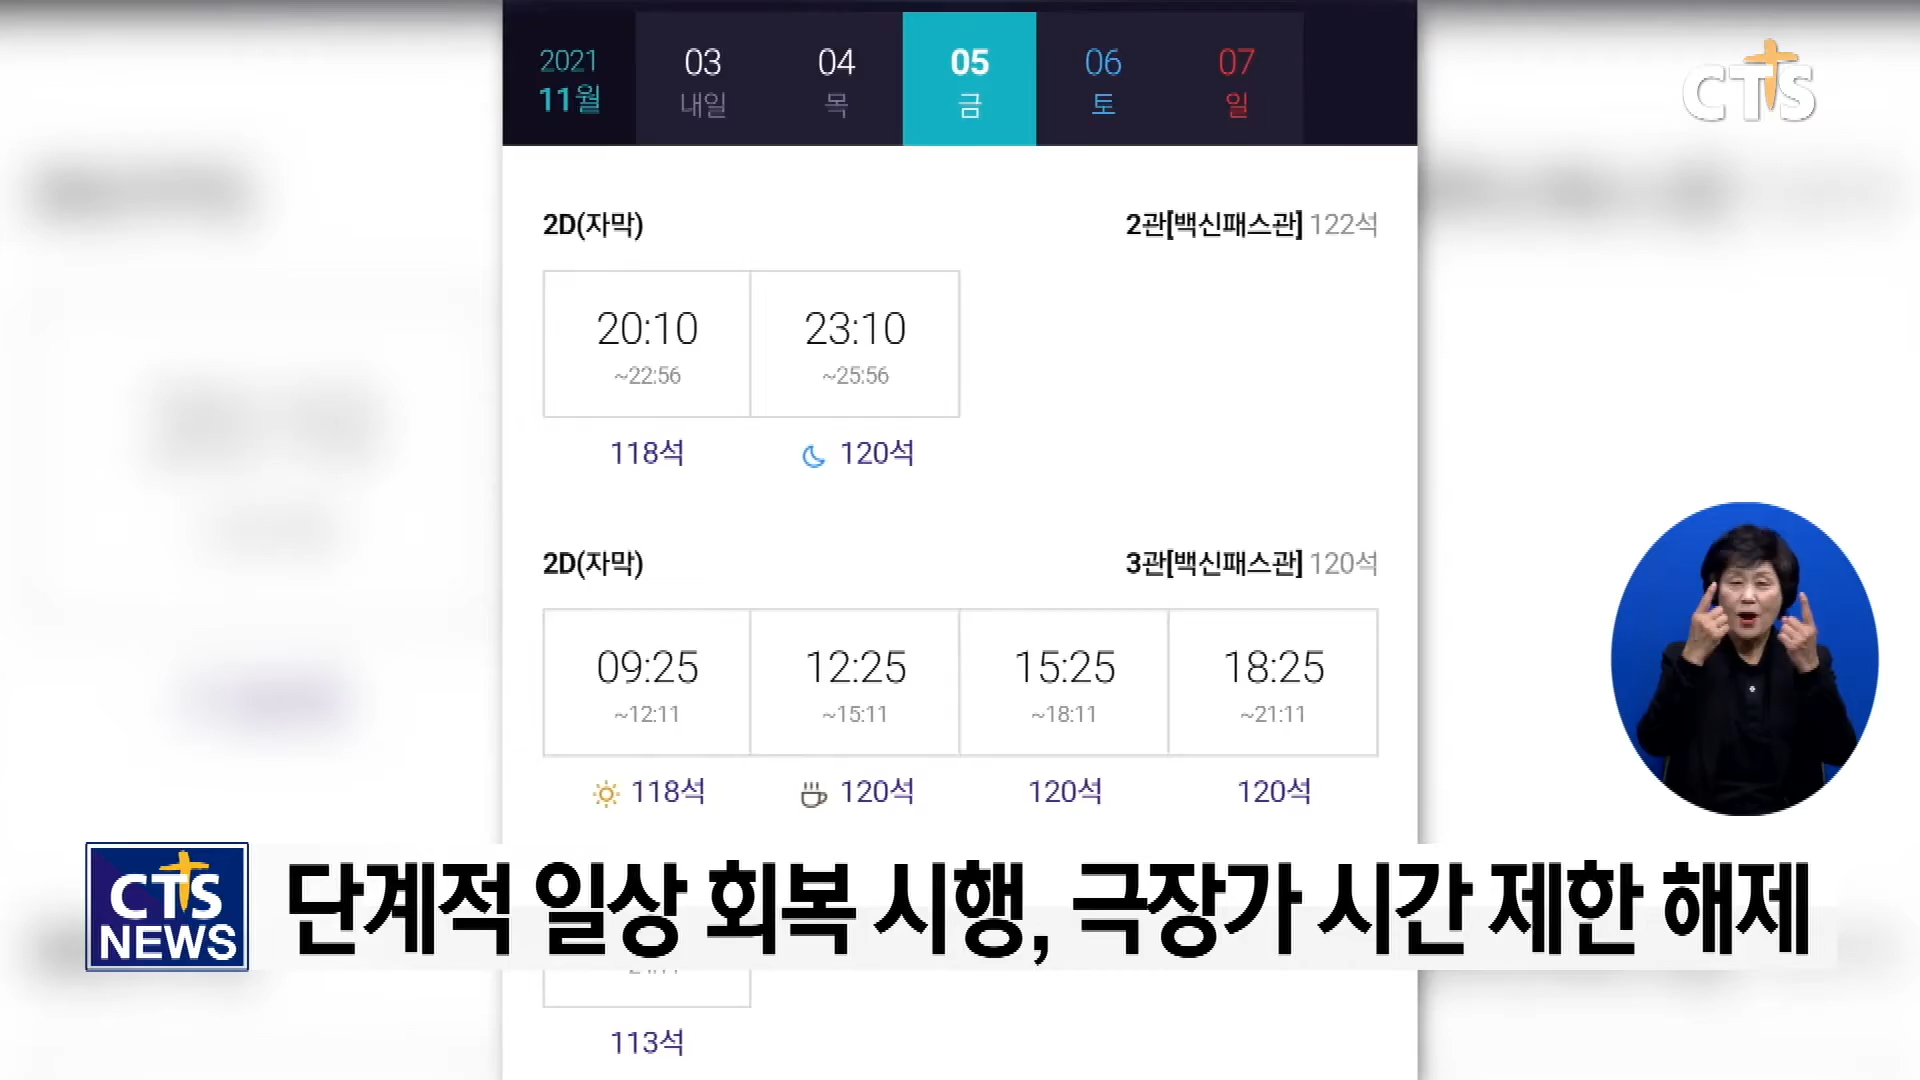 2021
11월
03
내일
04
목
05
금
06
토
07
일
CTS
2D(자막)
2관[백신패스관] 122석
20:10
~22:56
118석
23:10
~25:56
120석
2D(자막)
3관[백신패스관] 120석
09:25
~12:11
118석
12:25
~15:11
120석
15:25
~18:11
120석
18:25
~21:11
120석
CTS
NEWS
단계적 일상 회복 시행, 극장가 시간 제한 해제
113석